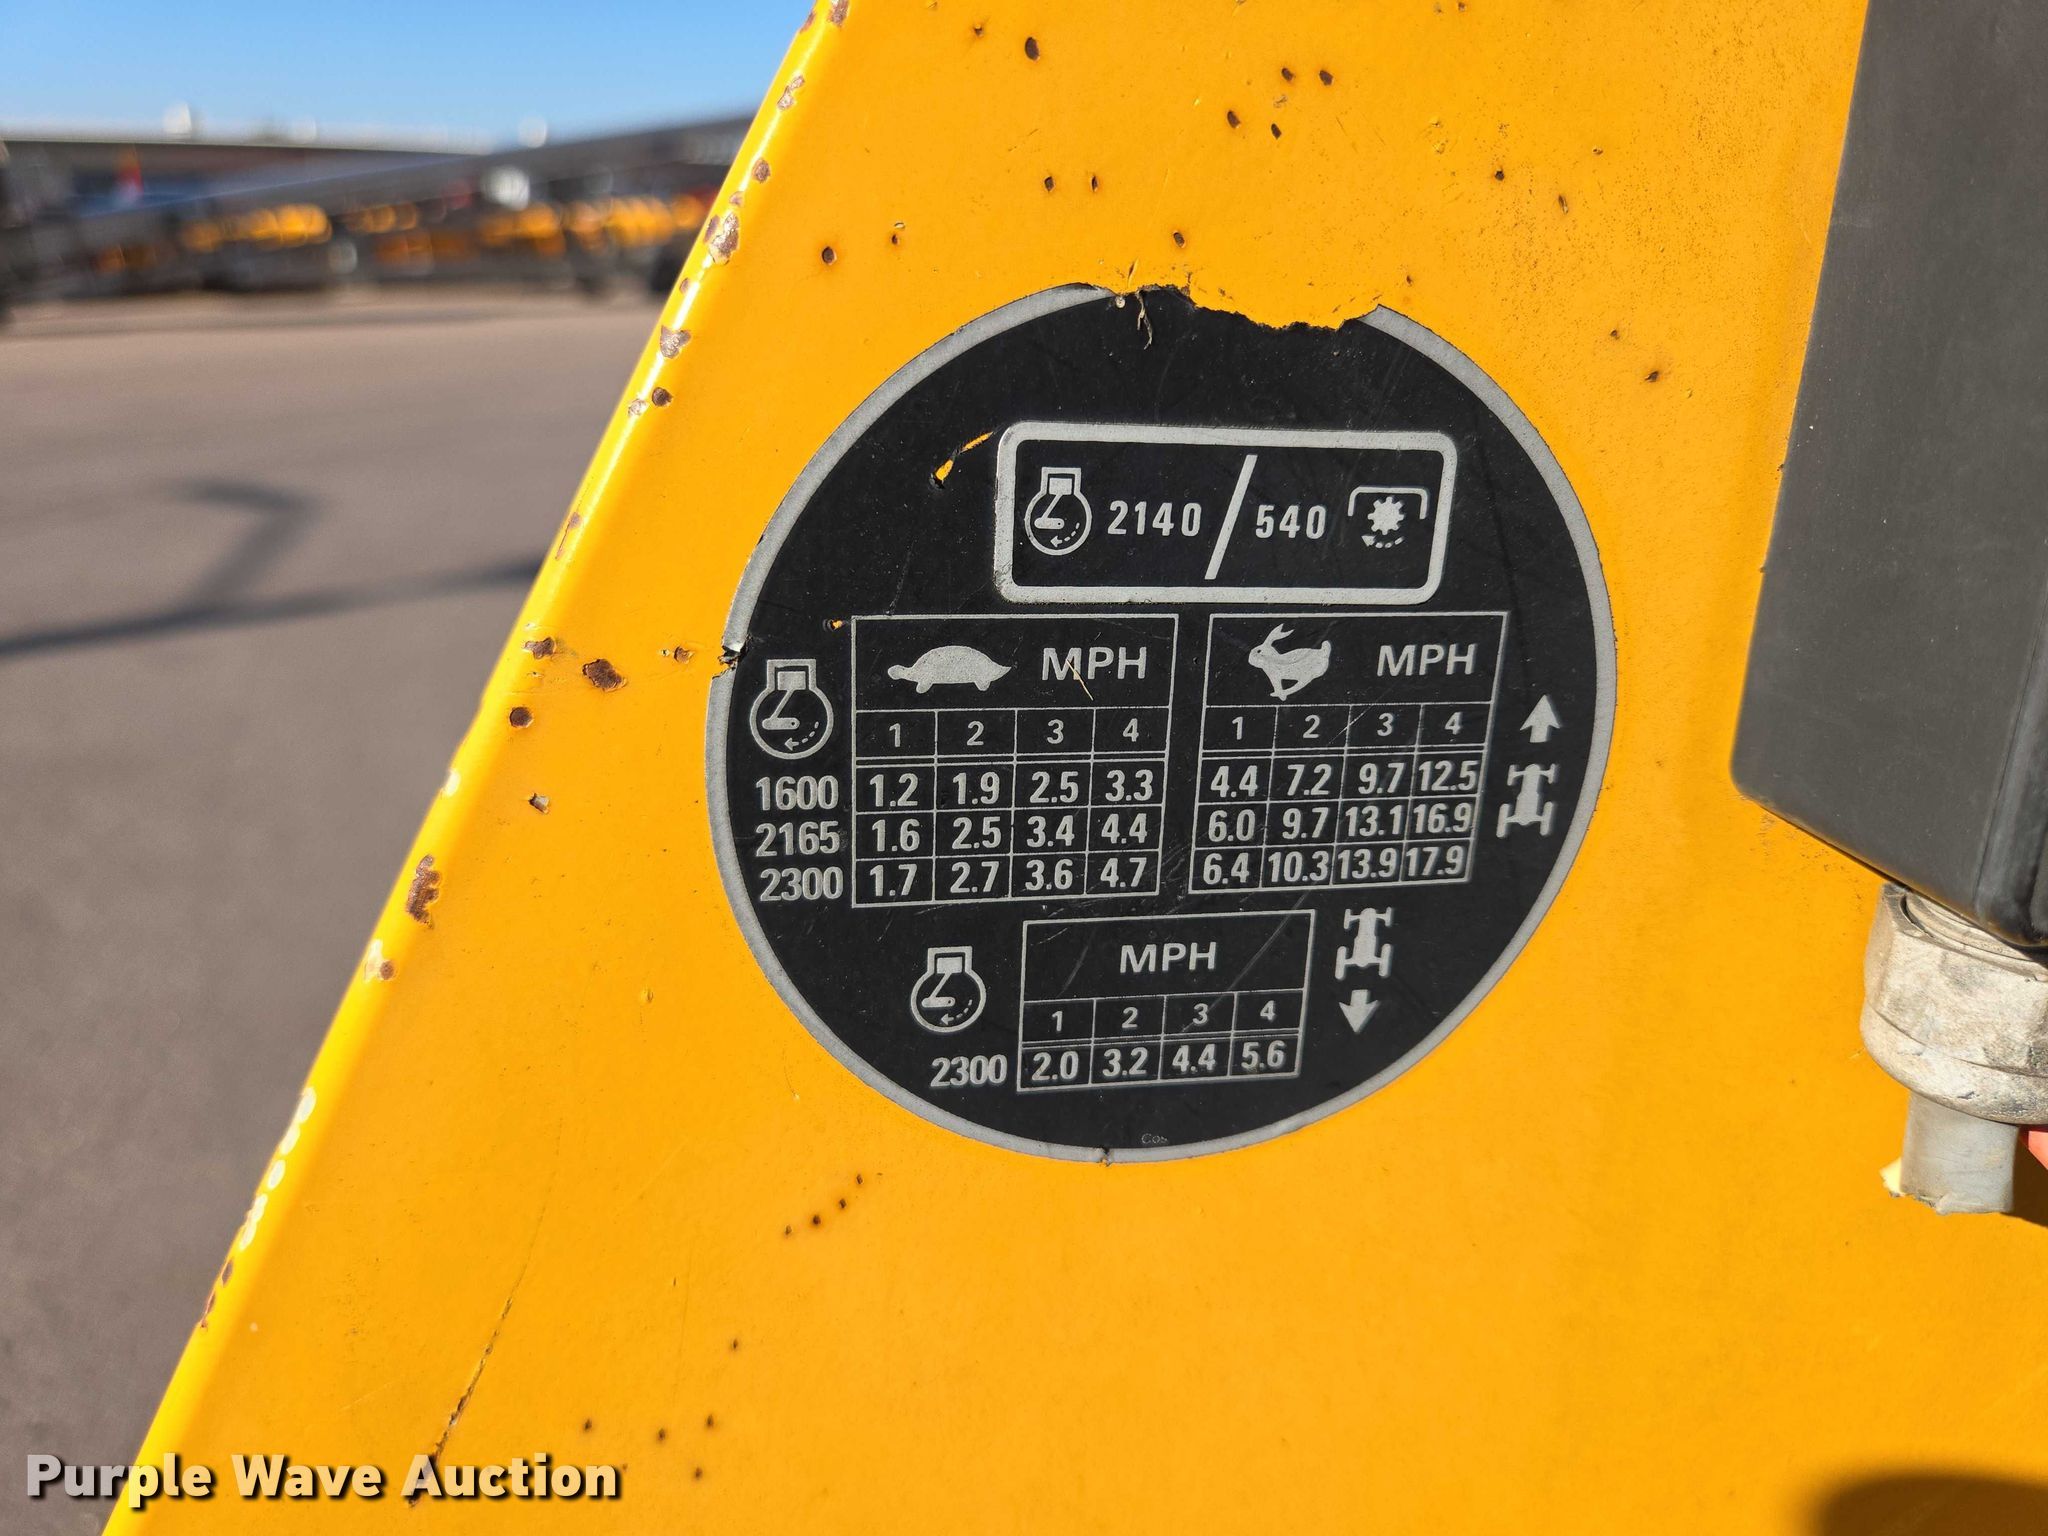 2140 / 540
MPH MPH
1 2 3 4 1 2 3 4
1600 1.2 1.9 2.5 3.3 4.4 7.2 9.7 12.5
2165 1.6 2.5 3.4 4.4 6.0 9.7 13.1 16.9
2300 1.7 2.7 3.6 4.7 6.4 10.3 13.9 17.9
MPH
1 2 3 4
2300 2.0 3.2 4.4 5.6
Purple Wave Auction